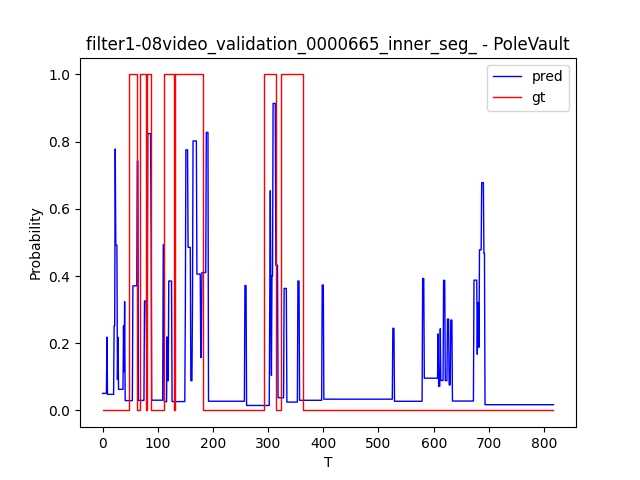 filter1-08video_validation_0000665_inner_seg_ - PoleVault
pred
gt
1.0
0.8
0.6
0.4
0.2
0.0
Probability
0 100 200 300 400 500 600 700 800
T